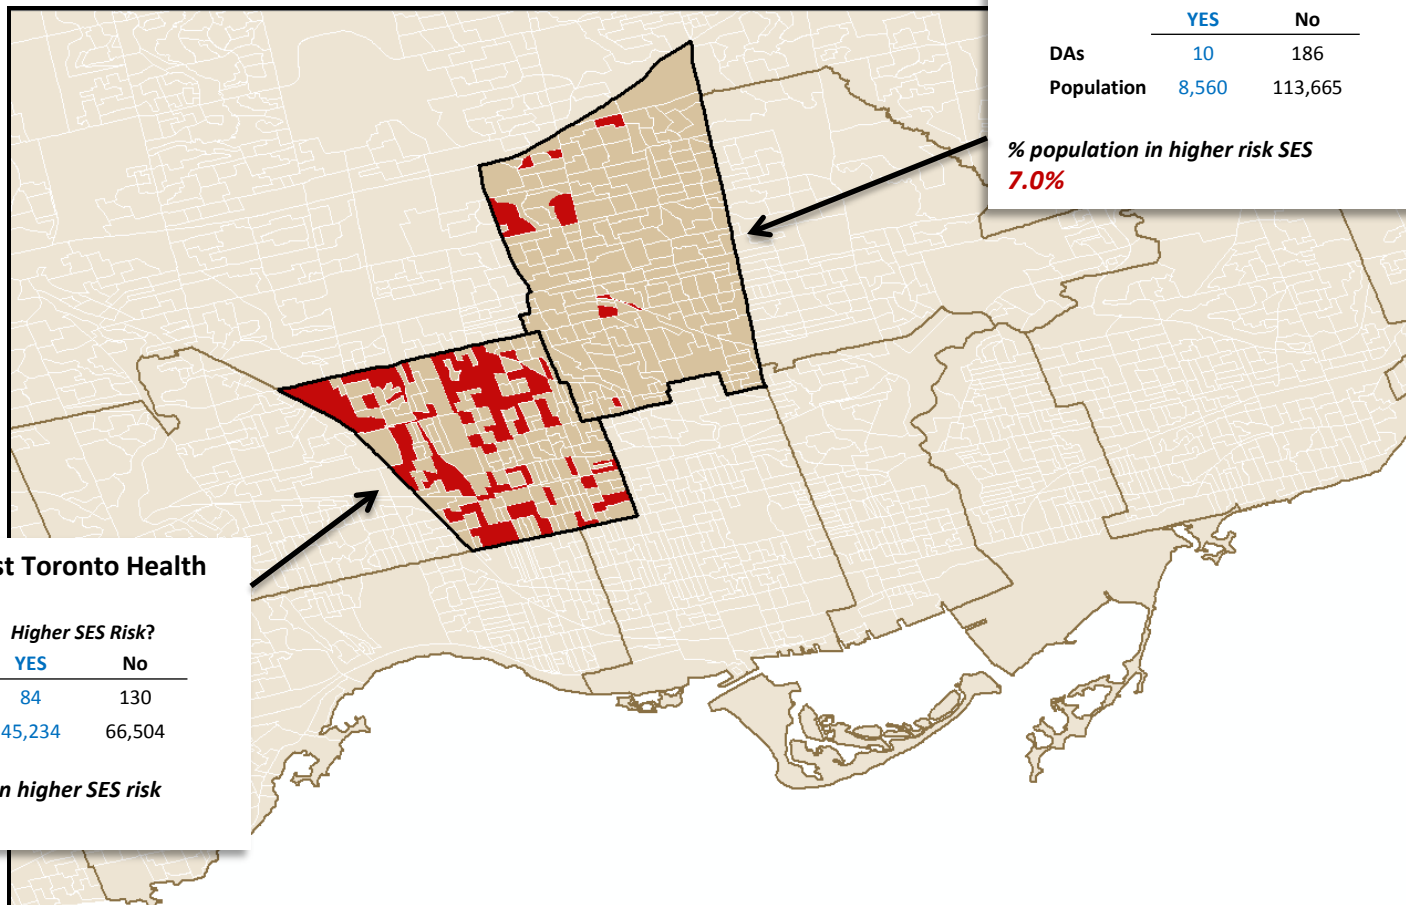 YES No
DAs 10 186
Population 8,560 113,665
% population in higher risk SES
7.0%
Toronto Health
Higher SES Risk?
YES No
84 130
45,234 66,504
higher SES risk